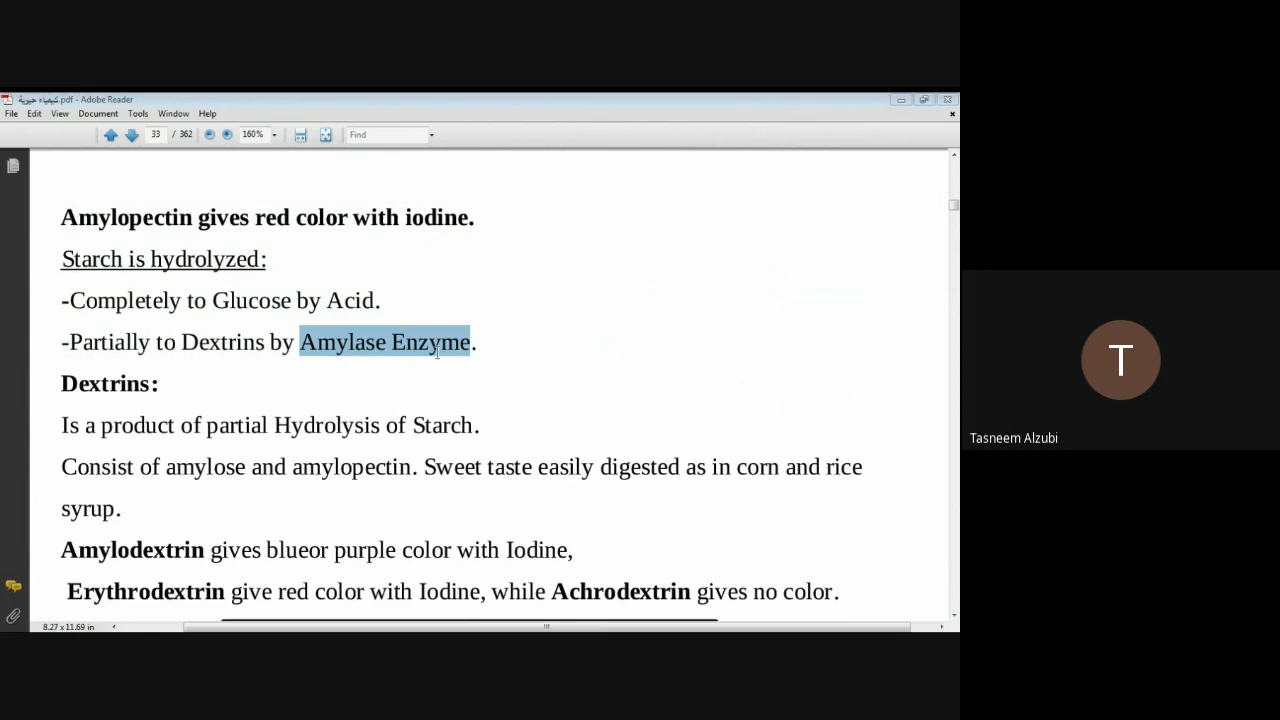 شيمياء حيوية.pdf - Adobe Reader
File Edit View Document Tools Window Help
33 / 362 160% Find
Amylopectin gives red color with iodine.
Starch is hydrolyzed:
-Completely to Glucose by Acid.
-Partially to Dextrins by Amylase Enzyme.
Dextrins:
Is a product of partial Hydrolysis of Starch.
Consist of amylose and amylopectin. Sweet taste easily digested as in corn and rice
syrup.
Amylodextrin gives blueor purple color with Iodine,
Erythrodextrin give red color with Iodine, while Achrodextrin gives no color.
8.27 x 11.69 in
T
Tasneem Alzubi